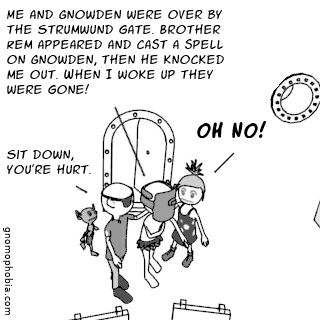 ME AND GNOWDEN WERE OVER BY
THE STRUMWUND GATE. BROTHER
REM APPEARED AND CAST A SPELL
ON GNOWDEN, THEN HE KNOCKED
ME OUT. WHEN I WOKE UP THEY
WERE GONE!
OH NO!
SIT DOWN,
YOU'RE HURT.
gnomophobia.com